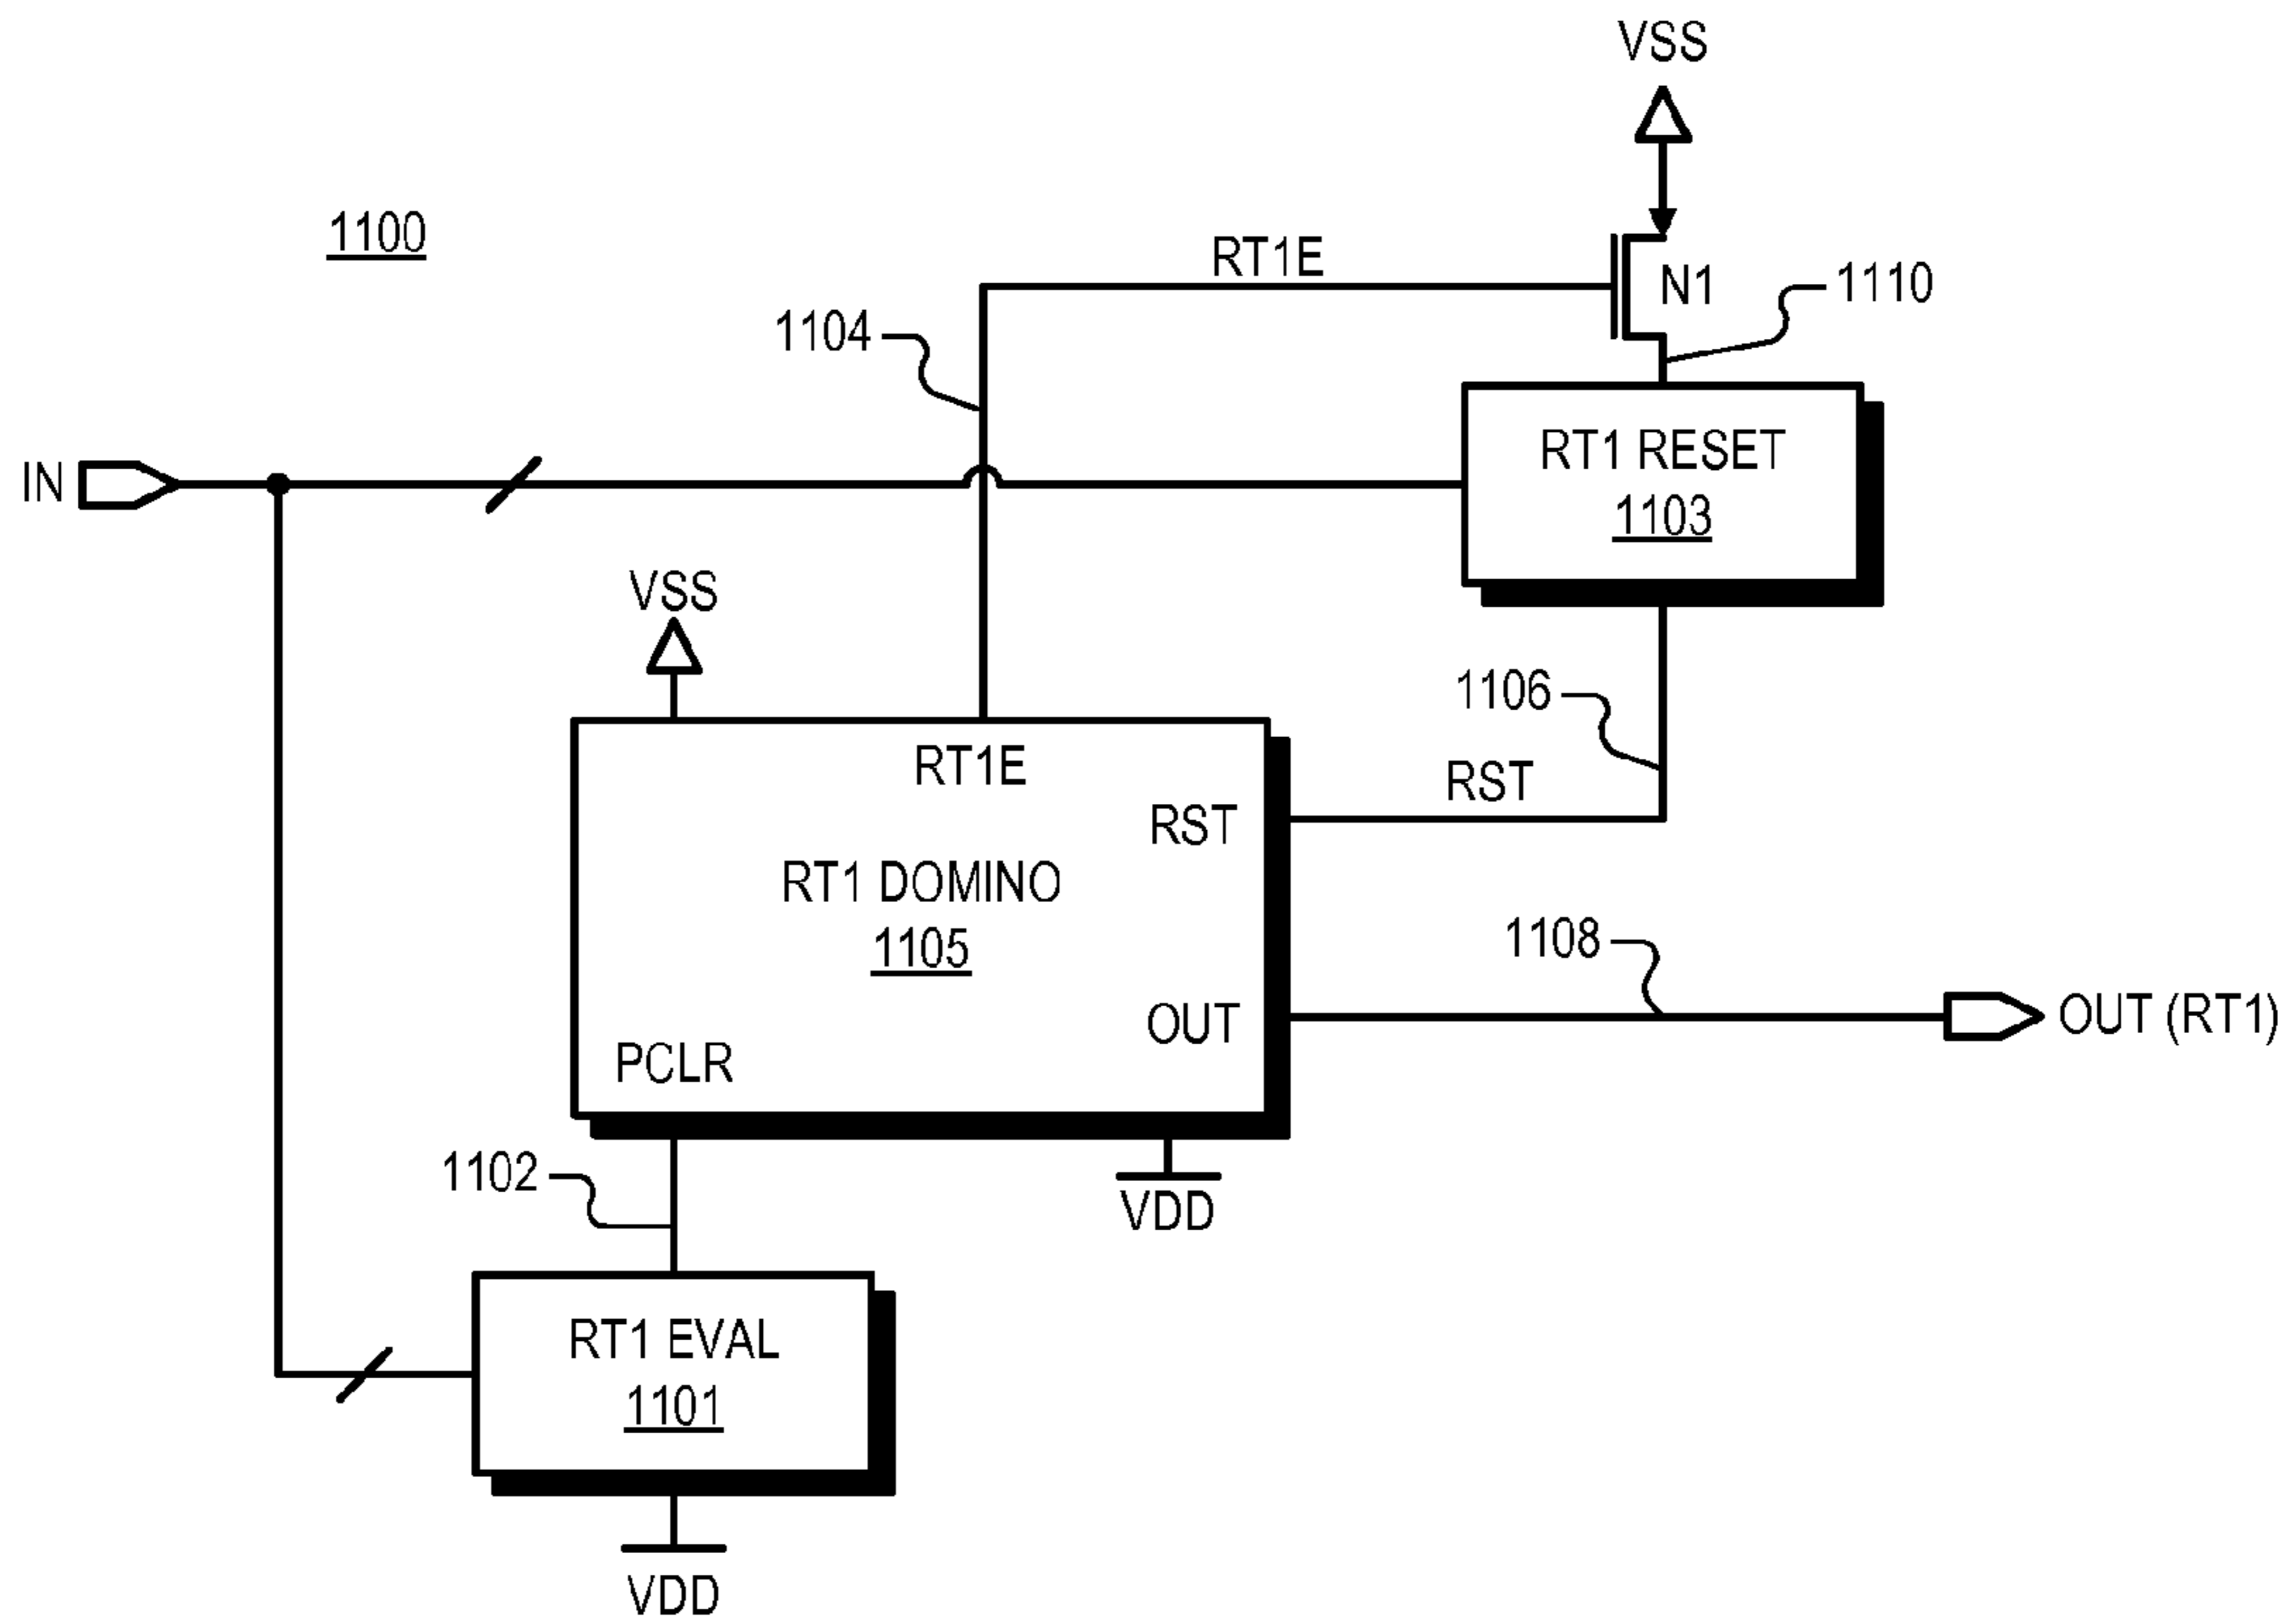 VSS
1100
RT1E
N1
1110
1104
IN
RT1 RESET
1103
VSS
1106
RT1E
RST
RST
RT1 DOMINO
1105
1108
OUT
OUT (RT1)
PCLR
1102
VDD
RT1 EVAL
1101
VDD